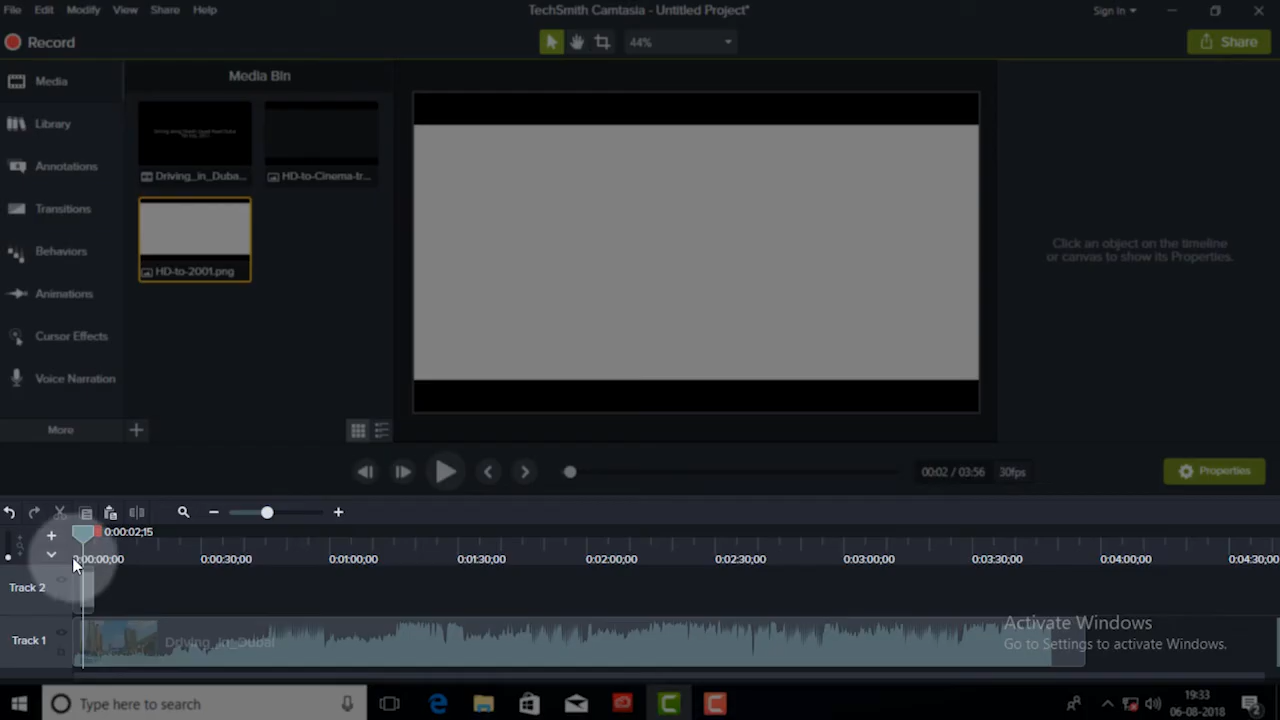 File Edit Modify View Share Help
TechSmith Camtasia - Untitled Project*
Sign In
Record
44%
Share
Media
Library
Annotations
Transitions
Behaviors
Animations
Cursor Effects
Voice Narration
More
Media Bin
Driving_in_Duba...
HD-to-Cinema-tr...
HD-to-2001.png
Click an object on the timeline
or canvas to show its Properties.
00:02 / 03:56 30fps
Properties
0:00:02;15
0:00:00;00 0:00:30;00 0:01:00;00 0:01:30;00 0:02:00;00 0:02:30;00 0:03:00;00 0:03:30;00 0:04:00;00 0:04:30;00
Track 2
Track 1
Driving_in_Dubai
Activate Windows
Go to Settings to activate Windows.
Type here to search
19:33
06-08-2018
2